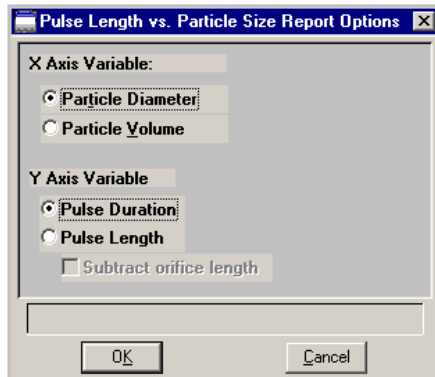 Pulse Length vs. Particle Size Report Options
X Axis Variable:
Particle Diameter
Particle Volume
Y Axis Variable
Pulse Duration
Pulse Length
Subtract orifice length
OK
Cancel